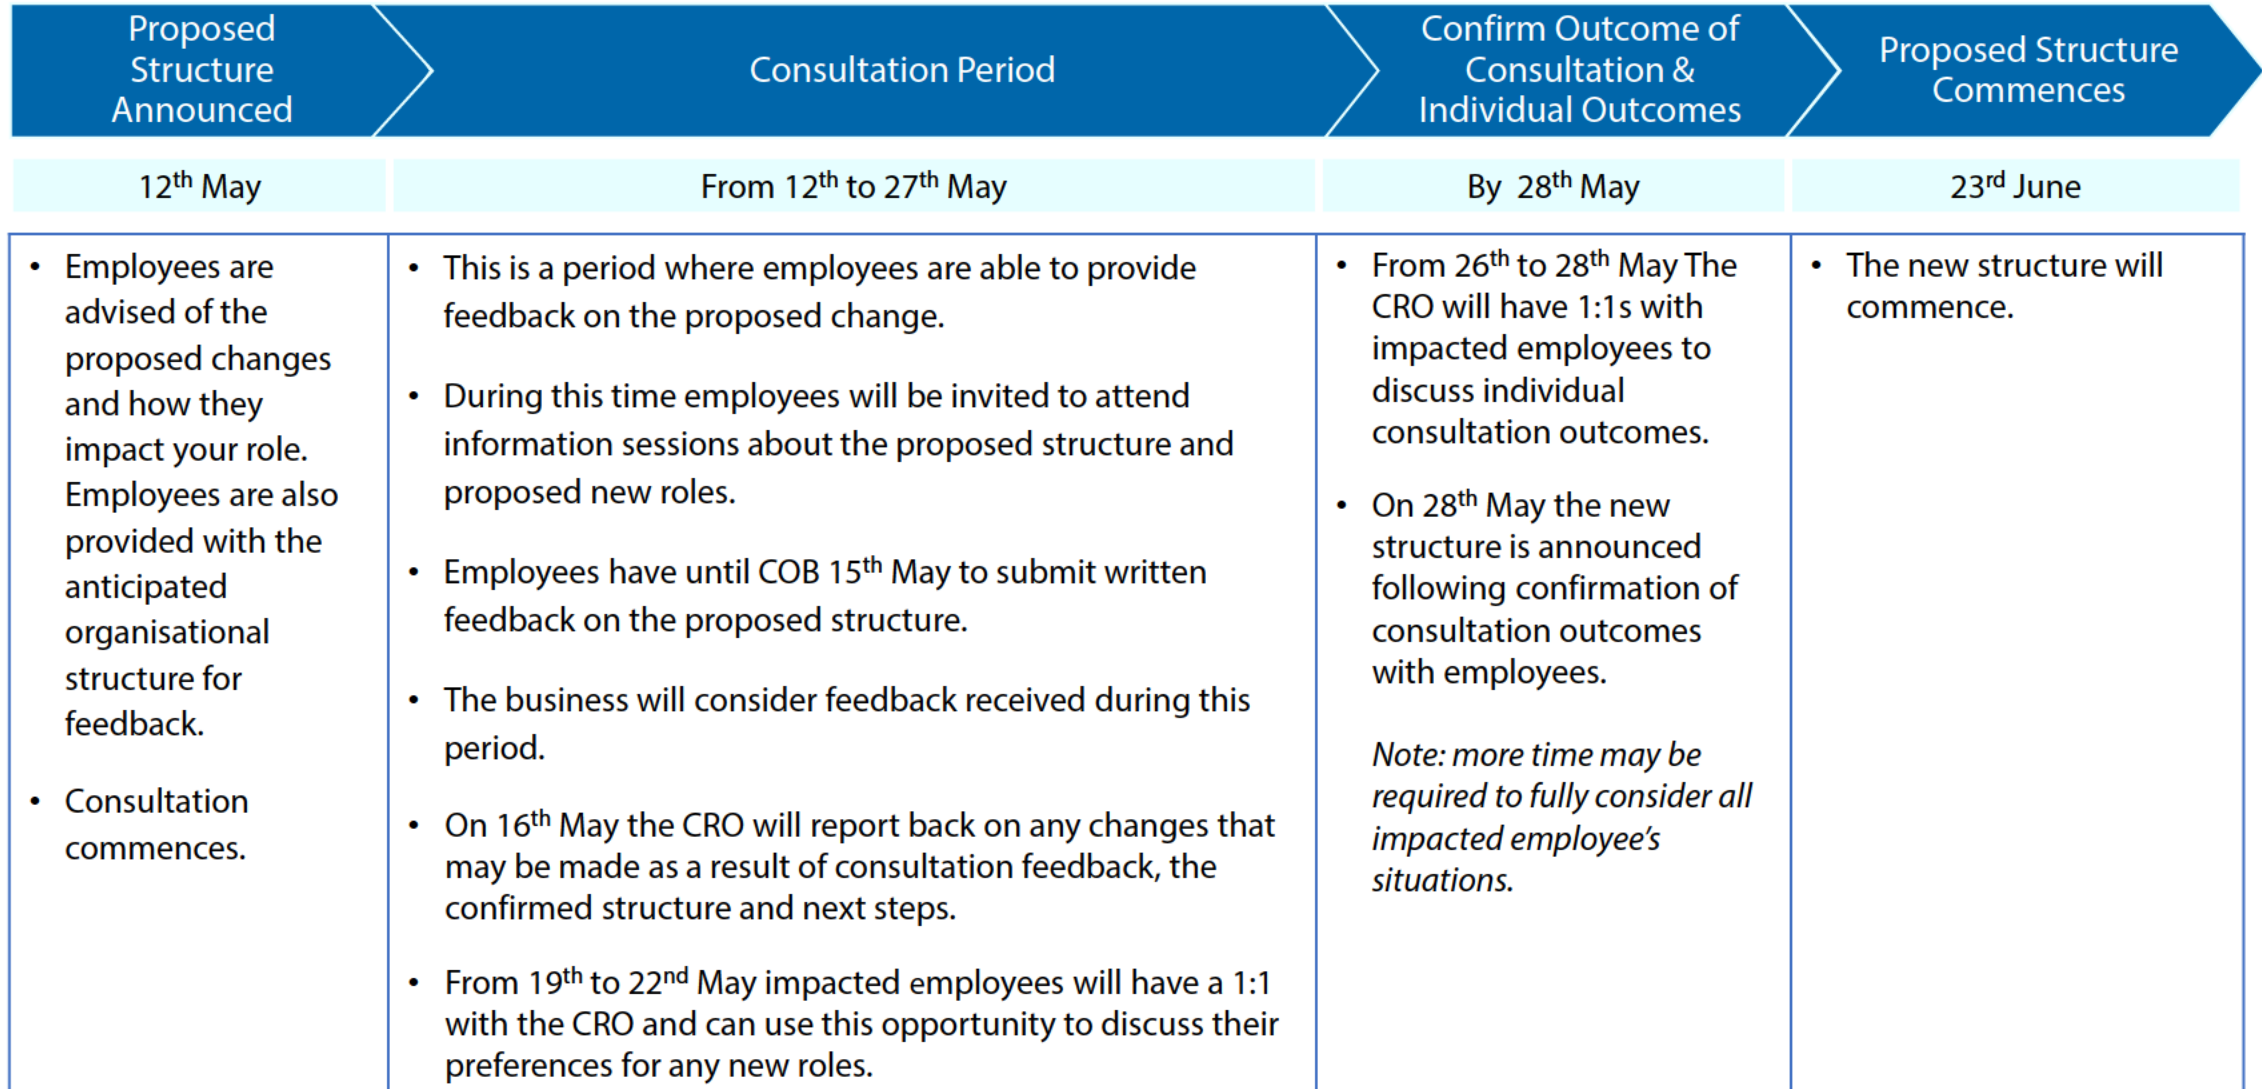 Proposed
Structure
Announced
Consultation Period
Confirm Outcome of
Consultation &
Individual Outcomes
Proposed Structure
Commences
12th May
From 12th to 27th May
By 28th May
23rd June
• Employees are
advised of the
proposed changes
and how they
impact your role.
Employees are also
provided with the
anticipated
organisational
structure for
feedback.
• Consultation
commences.
• This is a period where employees are able to provide
feedback on the proposed change.
• During this time employees will be invited to attend
information sessions about the proposed structure and
proposed new roles.
• Employees have until COB 15th May to submit written
feedback on the proposed structure.
• The business will consider feedback received during this
period.
• On 16th May the CRO will report back on any changes that
may be made as a result of consultation feedback, the
confirmed structure and next steps.
• From 19th to 22nd May impacted employees will have a 1:1
with the CRO and can use this opportunity to discuss their
preferences for any new roles.
• From 26th to 28th May The
CRO will have 1:1s with
impacted employees to
discuss individual
consultation outcomes.
• On 28th May the new
structure is announced
following confirmation of
consultation outcomes
with employees.
Note: more time may be
required to fully consider all
impacted employee’s
situations.
• The new structure will
commence.